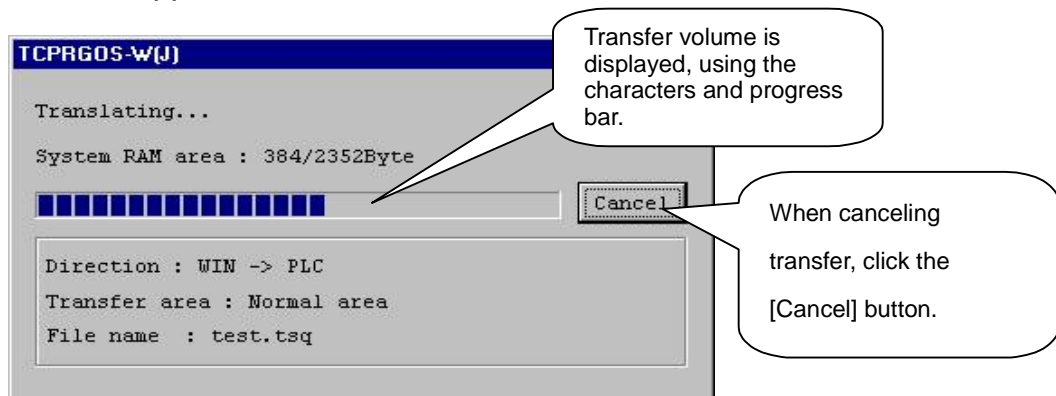 TCPRGOS-W(J)
Transfer volume is
displayed, using the
characters and progress
bar.
Translating...
System RAM area : 384/2352Byte
Cancel
When canceling
transfer, click the
[Cancel] button.
Direction : WIN -> PLC
Transfer area : Normal area
File name : test.tsq